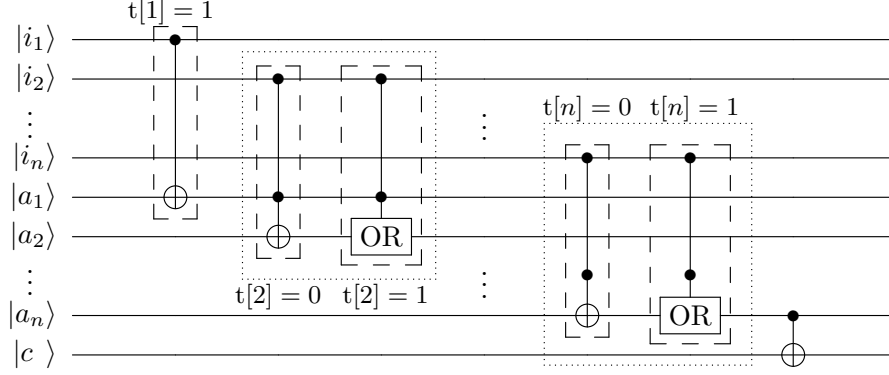 t[1] = 1
|i₁⟩
|i₂⟩
⋮
⋮
t[n] = 0 t[n] = 1
|iₙ⟩
|a₁⟩
|a₂⟩ OR
⋮
⋮
t[2] = 0 t[2] = 1
|aₙ⟩ OR
|c ⟩